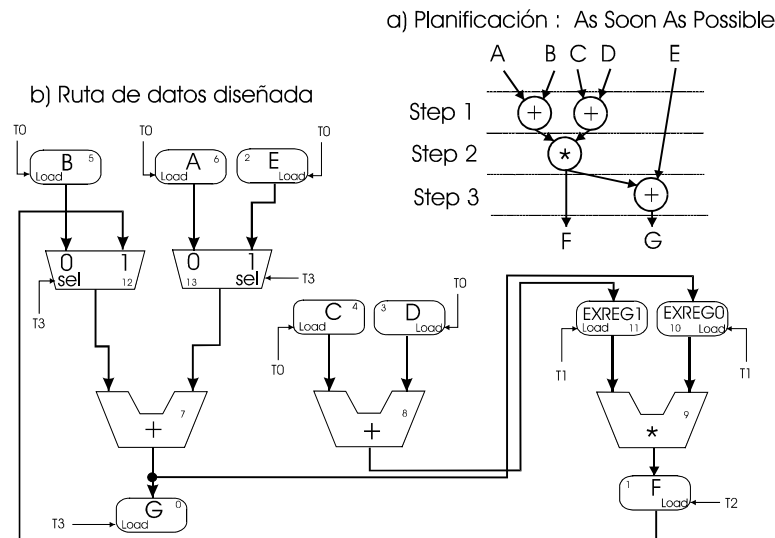 a) Planificación : As Soon As Possible
A B C D E
b) Ruta de datos diseñada
Step 1 + +
Step 2 *
Step 3 +
F G
T0 T0 T0
B 5 Load
A 6 Load
2 E Load
0 1 sel 12
0 1 sel 13
T3 T3
C 4 Load
3 D Load
T0 T0
EXREG1 Load 11
EXREG0 10 Load
T1 T1
+ 7
+ 8
* 9
G 0 Load
T3
1 F Load
T2